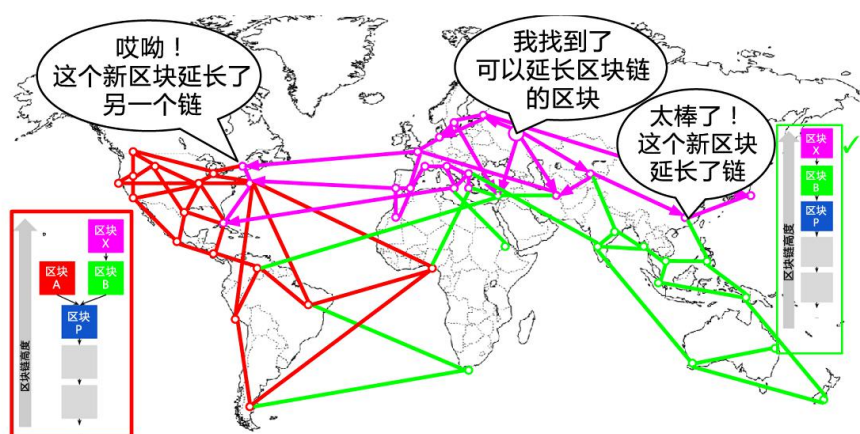 哎呦！
这个新区块延长了
另一个链
我找到了
可以延长区块链
的区块
太棒了！
这个新区块
延长了链
区块
X
区块
A
区块
B
区块
P
区块链高度
区块
X
区块
B
区块
P
区块链高度